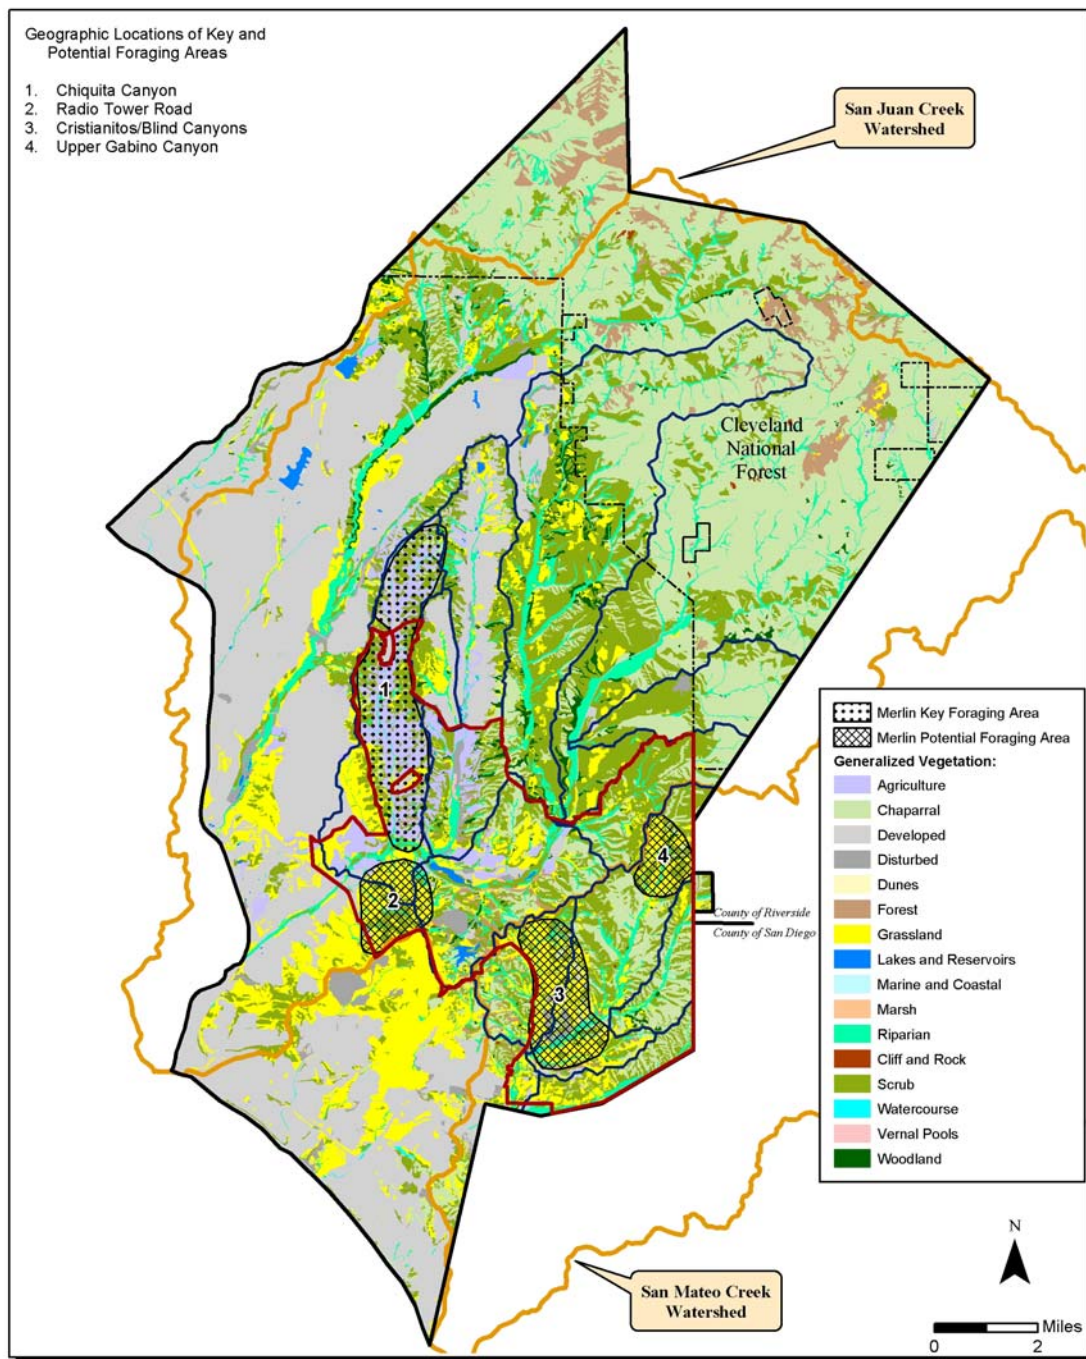 Geographic Locations of Key and
Potential Foraging Areas
1. Chiquita Canyon
2. Radio Tower Road
3. Cristianitos/Blind Canyons
4. Upper Gabino Canyon
San Juan Creek
Watershed
Cleveland
National
Forest
1
2
3
4
County of Riverside
County of San Diego
Merlin Key Foraging Area
Merlin Potential Foraging Area
Generalized Vegetation:
Agriculture
Chaparral
Developed
Disturbed
Dunes
Forest
Grassland
Lakes and Reservoirs
Marine and Coastal
Marsh
Riparian
Cliff and Rock
Scrub
Watercourse
Vernal Pools
Woodland
San Mateo Creek
Watershed
N
Miles
0 2